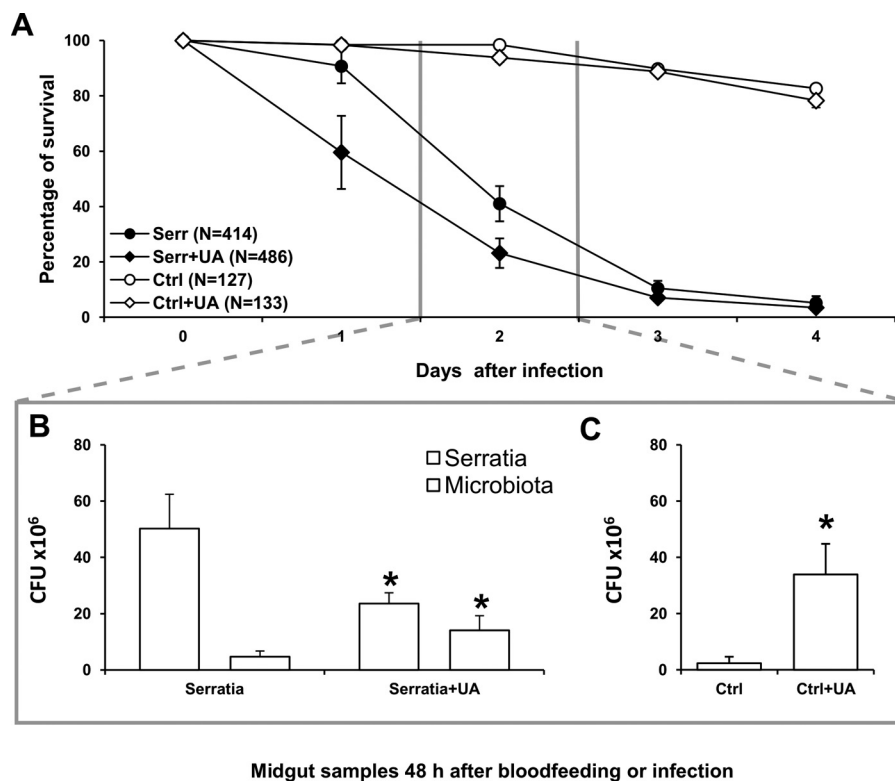 A
Percentage of survival
100
80
60
40
20
0
Serr (N=414)
Serr+UA (N=486)
Ctrl (N=127)
Ctrl+UA (N=133)
0 1 2 3 4
Days after infection
B
CFU x10⁶
80
60
40
20
0
Serratia
Microbiota
* *
Serratia Serratia+UA
C
CFU x10⁶
80
60
40
20
0
*
Ctrl Ctrl+UA
Midgut samples 48 h after bloodfeeding or infection